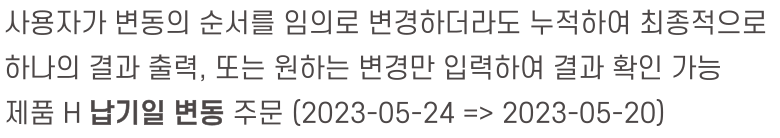 사용자가 변동의 순서를 임의로 변경하더라도 누적하여 최종적으로
하나의 결과 출력, 또는 원하는 변경만 입력하여 결과 확인 가능
제품 H 납기일 변동 주문 (2023-05-24 => 2023-05-20)